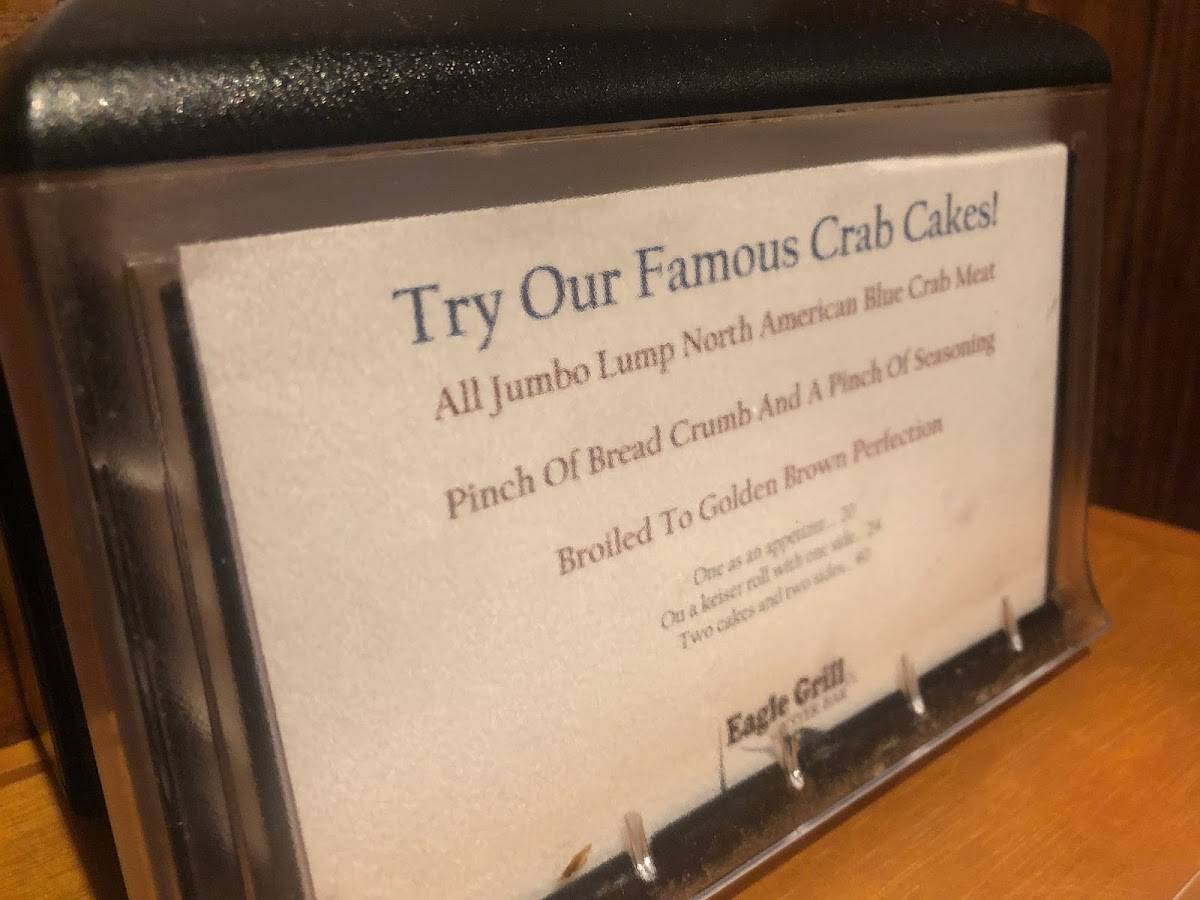 Try Our Famous Crab Cakes!
All Jumbo Lump North American Blue Crab Meat
Pinch Of Bread Crumb And A Pinch Of Seasoning
Broiled To Golden Brown Perfection
One as an appetizer... 20
On a keiser roll with one side.. 24
Two cakes and two sides.. 40
Eagle Grill